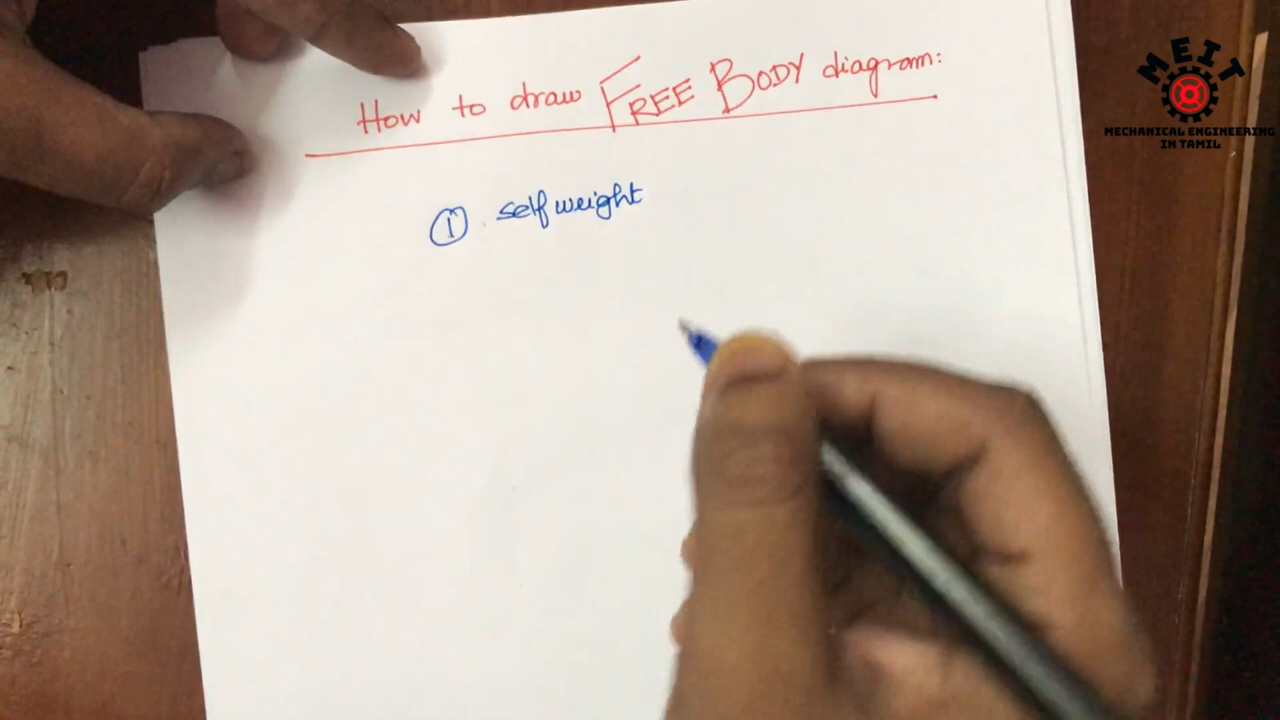 How to draw FREE BODY diagram:
① self weight
MEIT
MECHANICAL ENGINEERING
IN TAMIL